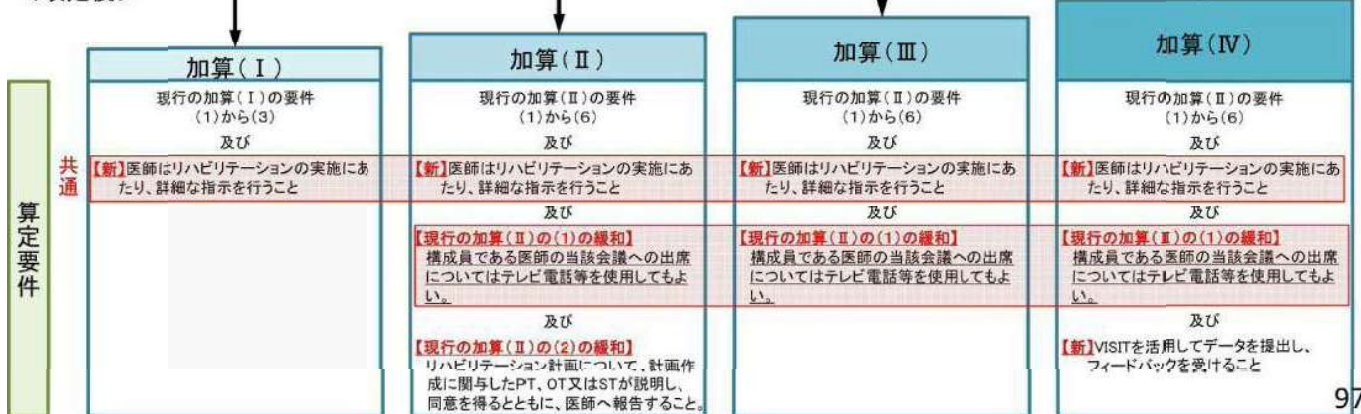 加算(Ⅰ)
現行の加算(Ⅰ)の要件
(1)から(3)
及び
【新】医師はリハビリテーションの実施にあ
たり、詳細な指示を行うこと
加算(Ⅱ)
現行の加算(Ⅱ)の要件
(1)から(6)
及び
【新】医師はリハビリテーションの実施にあ
たり、詳細な指示を行うこと
及び
【現行の加算(Ⅱ)の(1)の緩和】
構成員である医師の当該会議への出席
についてはテレビ電話等を使用してもよ
い。
及び
【現行の加算(Ⅱ)の(2)の緩和】
リハビリテーション計画について、計画作
成に関与したPT、OT又はSTが説明し、
同意を得るとともに、医師へ報告すること。
加算(Ⅲ)
現行の加算(Ⅱ)の要件
(1)から(6)
及び
【新】医師はリハビリテーションの実施にあ
たり、詳細な指示を行うこと
及び
【現行の加算(Ⅱ)の(1)の緩和】
構成員である医師の当該会議への出席
についてはテレビ電話等を使用してもよ
い。
加算(Ⅳ)
現行の加算(Ⅱ)の要件
(1)から(6)
及び
【新】医師はリハビリテーションの実施にあ
たり、詳細な指示を行うこと
及び
【現行の加算(Ⅱ)の(1)の緩和】
構成員である医師の当該会議への出席
についてはテレビ電話等を使用してもよ
い。
及び
【新】VISITを活用してデータを提出し、
フィードバックを受けること
共通
算定要件
97